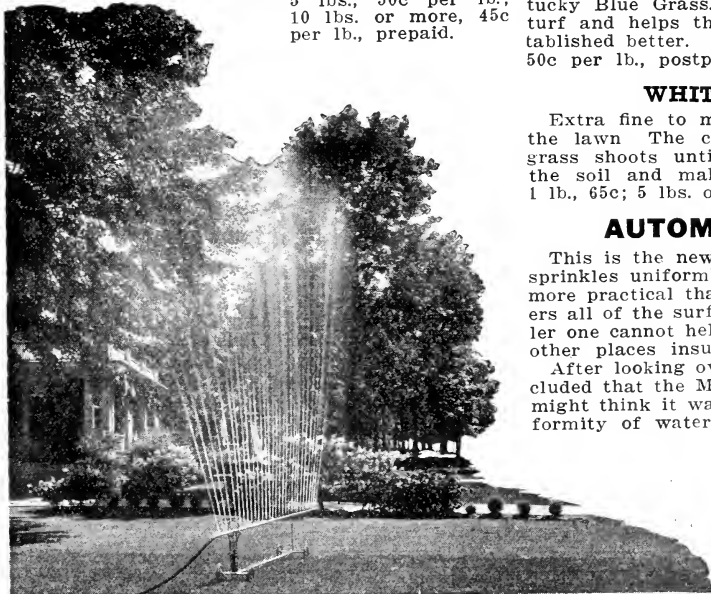 5 lbs., 50c per lb.;
10 lbs. or more, 45c
per lb., prepaid.
tucky Blue Grass.
turf and helps th
tablished better.
50c per lb., postp
WHIT
Extra fine to m
the lawn The c
grass shoots unti
the soil and mak
1 lb., 65c; 5 lbs. o
AUTOM
This is the new
sprinkles uniform
more practical tha
ers all of the surf
ler one cannot hel
other places insu
After looking ov
cluded that the M
might think it wa
formity of water